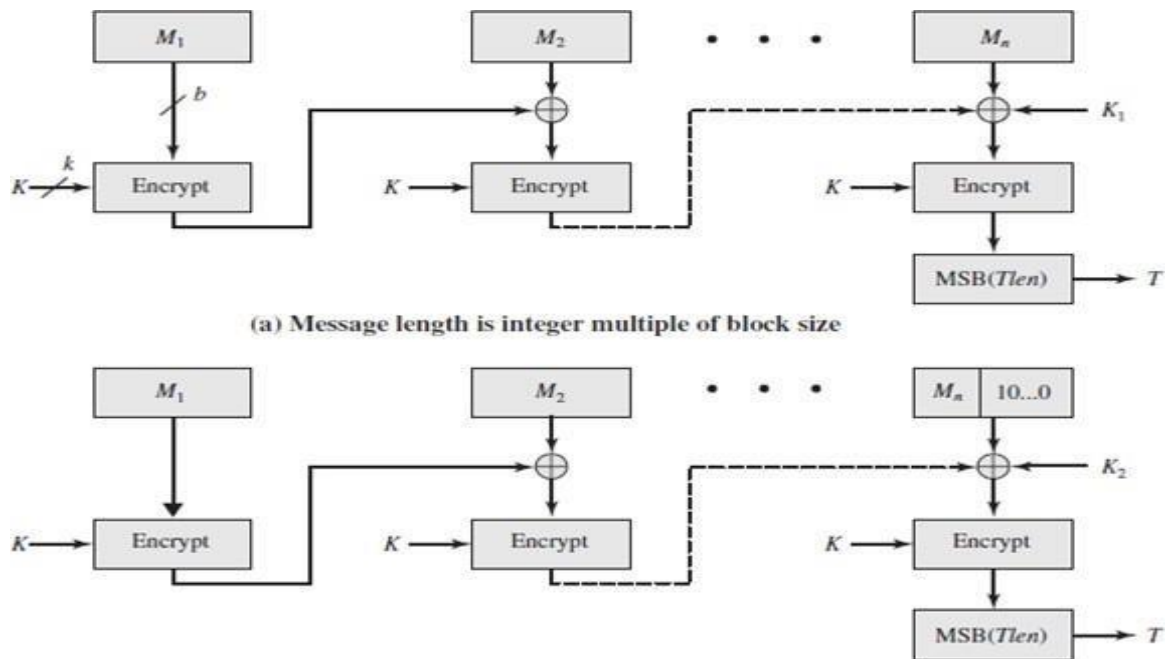 M₁ M₂ • • • Mₙ
b
K₁
k
K Encrypt K Encrypt K Encrypt
MSB(Tlen) T
(a) Message length is integer multiple of block size
M₁ M₂ • • • Mₙ 10...0
K₂
K Encrypt K Encrypt K Encrypt
MSB(Tlen) T